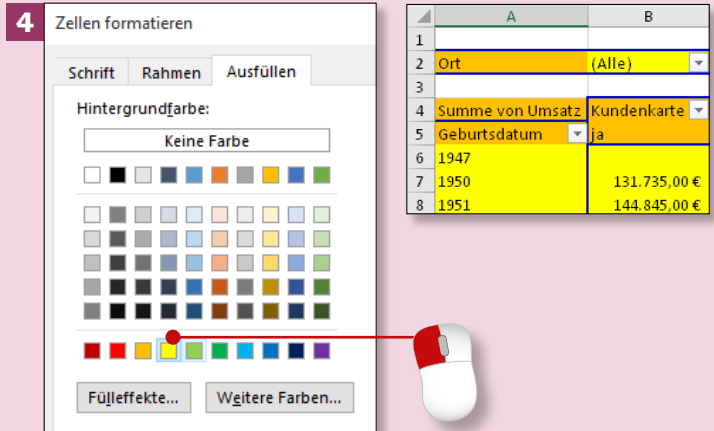 4
Zellen formatieren
Schrift Rahmen Ausfüllen
Hintergrundfarbe:
Keine Farbe
Fülleffekte... Weitere Farben...
A B
1
2 Ort (Alle)
3
4 Summe von Umsatz Kundenkarte
5 Geburtsdatum ja
6 1947
7 1950 131.735,00 €
8 1951 144.845,00 €